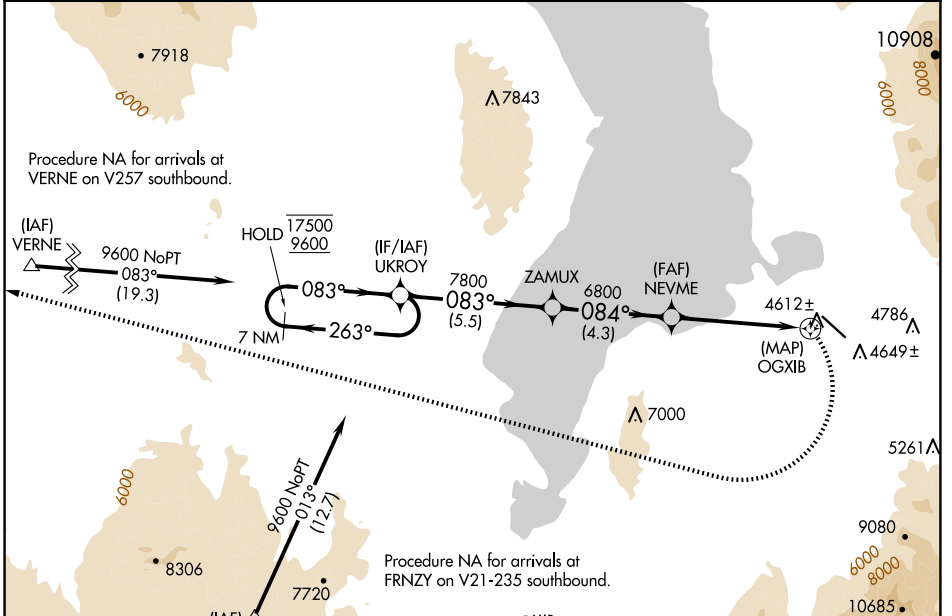 7918
10908
8000
6000
6000
7843
Procedure NA for arrivals at
VERNE on V257 southbound.
(IAF)
VERNE
9600 NoPT
083°
(19.3)
HOLD
17500
9600
(IF/IAF)
UKROY
083°
263°
7 NM
7800
083°
(5.5)
ZAMUX
6800
084°
(4.3)
(FAF)
NEVME
4612±
4786
4649±
(MAP)
OGXIB
7000
5261
6000
9600 NoPT
013°
(12.7)
8306
7720
(IAF)
Procedure NA for arrivals at
FRNZY on V21-235 southbound.
9080
6000
8000
10685